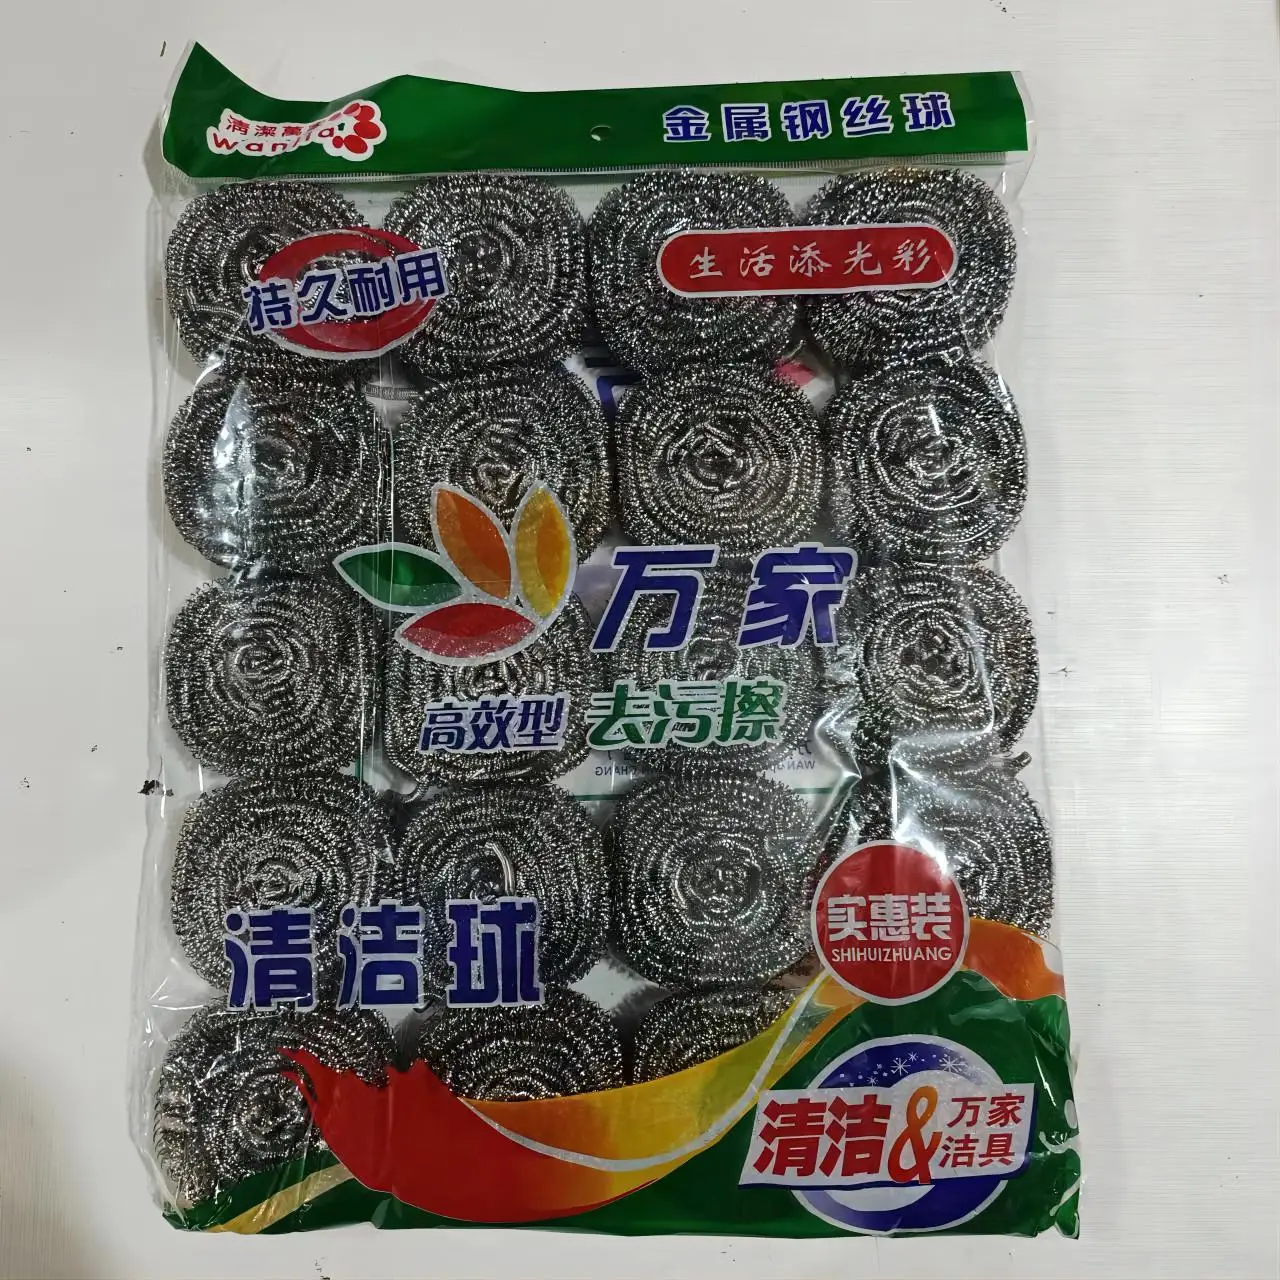 清潔萬家
Wanjia
金属钢丝球
持久耐用
生活添光彩
万家
高效型 去污擦
清洁球
实惠装
SHIHUIZHUANG
清洁&万家
洁具